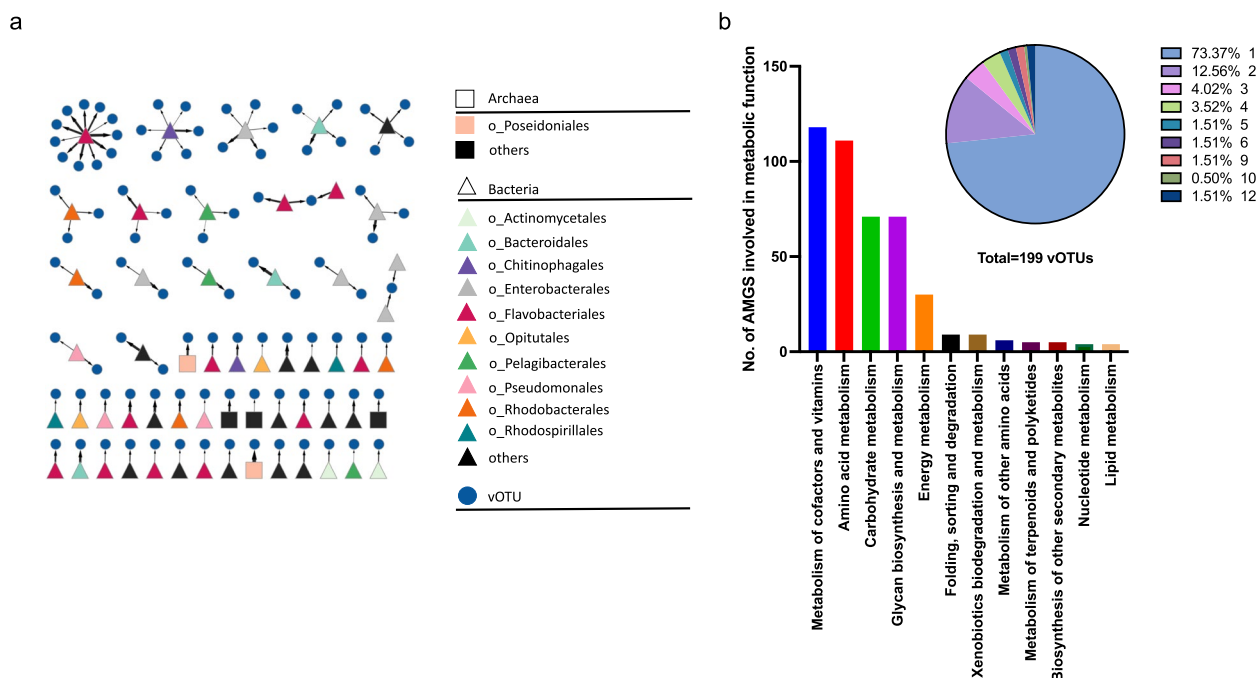 a
Archaea
o_Poseidoniales
others
Bacteria
o_Actinomycetales
o_Bacteroidales
o_Chitinophagales
o_Enterobacterales
o_Flavobacteriales
o_Opitutales
o_Pelagibacterales
o_Pseudomonales
o_Rhodobacterales
o_Rhodospirillales
others
vOTU
b
No. of AMGS involved in metabolic function
150
100
50
0
Metabolism of cofactors and vitamins
Amino acid metabolism
Carbohydrate metabolism
Glycan biosynthesis and metabolism
Energy metabolism
Folding, sorting and degradation
Xenobiotics biodegradation and metabolism
Metabolism of other amino acids
Metabolism of terpenoids and polyketides
Biosynthesis of other secondary metabolites
Nucleotide metabolism
Lipid metabolism
Total=199 vOTUs
73.37% 1
12.56% 2
4.02% 3
3.52% 4
1.51% 5
1.51% 6
1.51% 9
0.50% 10
1.51% 12